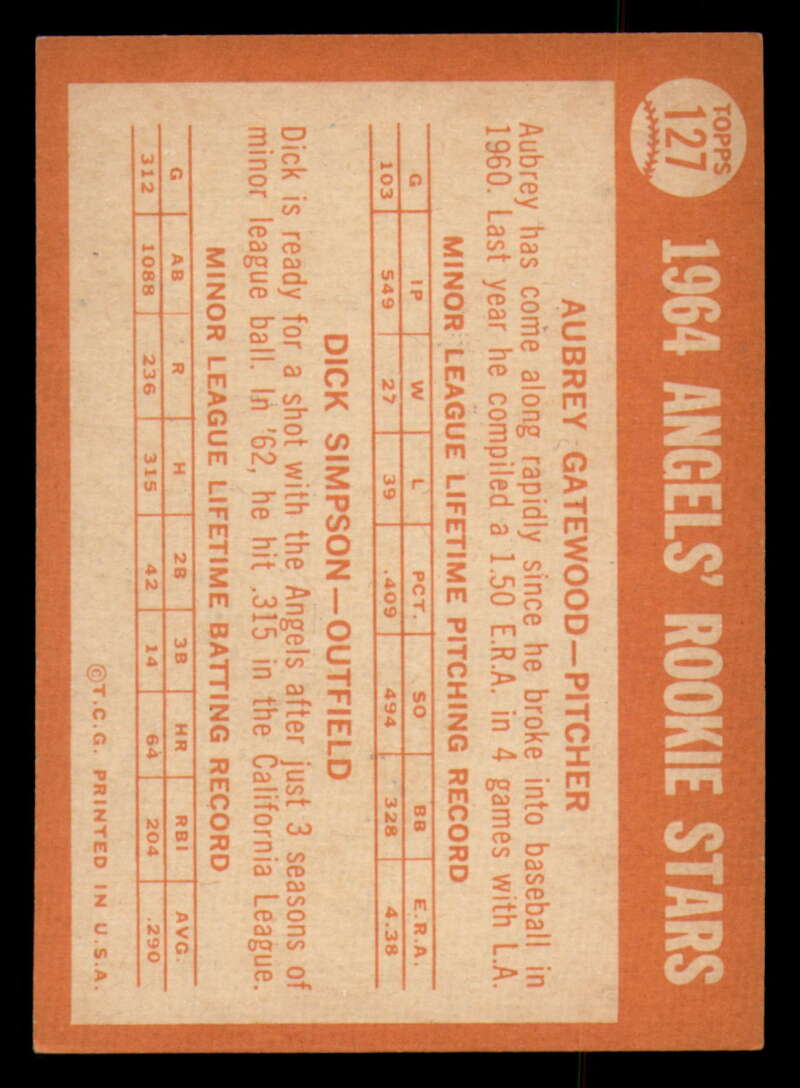 TOPPS
127
1964 ANGELS' ROOKIE STARS
AUBREY GATEWOOD—PITCHER
Aubrey has come along rapidly since he broke into baseball in
1960. Last year he compiled a 1.50 E.R.A. in 4 games with L.A.
MINOR LEAGUE LIFETIME PITCHING RECORD
G IP W L PCT. SO BB E.R.A.
103 549 27 39 .409 494 328 4.38
DICK SIMPSON—OUTFIELD
Dick is ready for a shot with the Angels after just 3 seasons of
minor league ball. In '62, he hit .315 in the California League.
MINOR LEAGUE LIFETIME BATTING RECORD
G AB R H 2B 3B HR RBI AVG.
312 1088 236 315 42 14 64 204 .290
©T.C.G. PRINTED IN U.S.A.